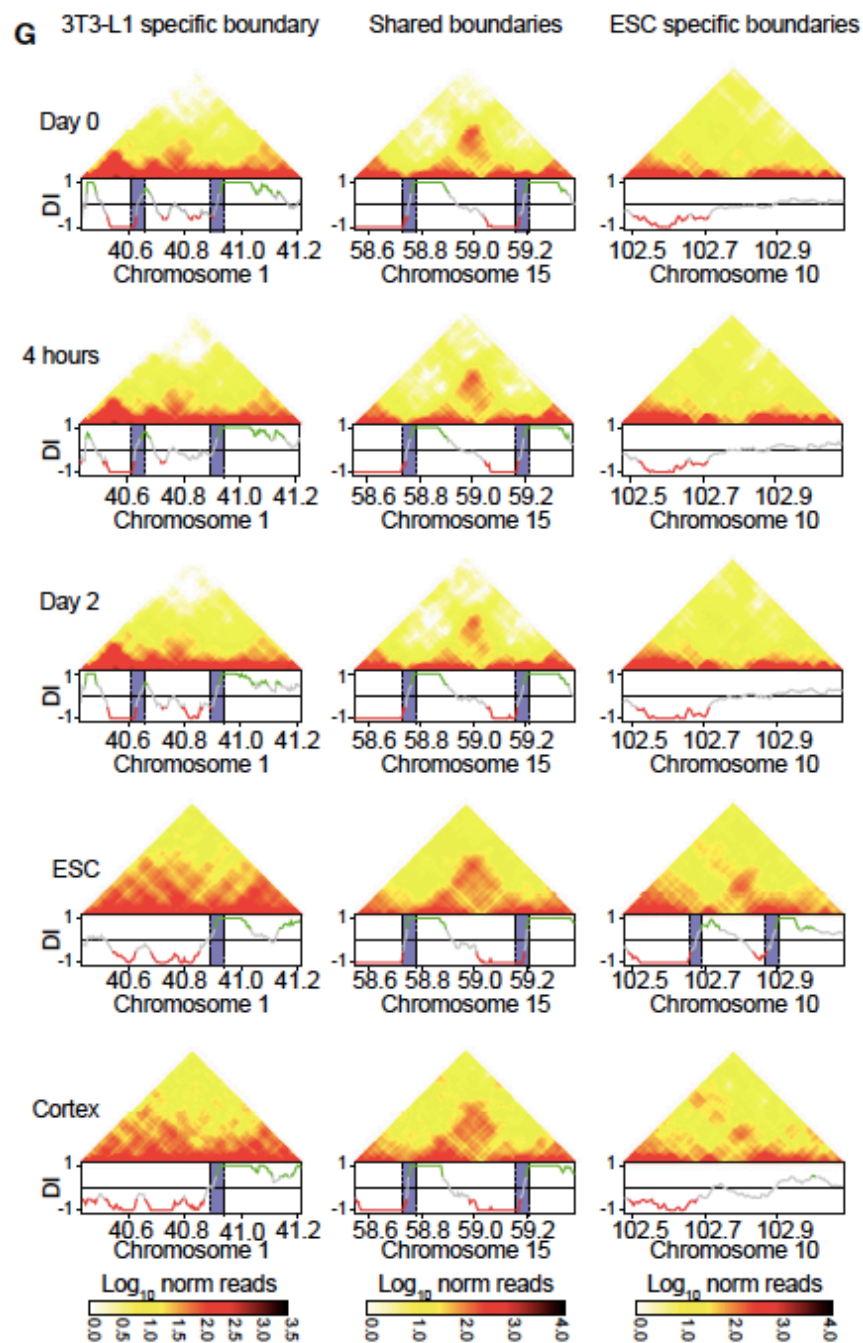 G
3T3-L1 specific boundary Shared boundaries ESC specific boundaries
Day 0
DI 1 -1
40.6 40.8 41.0 41.2 58.6 58.8 59.0 59.2 102.5 102.7 102.9
Chromosome 1 Chromosome 15 Chromosome 10
4 hours
DI 1 -1
40.6 40.8 41.0 41.2 58.6 58.8 59.0 59.2 102.5 102.7 102.9
Chromosome 1 Chromosome 15 Chromosome 10
Day 2
DI 1 -1
40.6 40.8 41.0 41.2 58.6 58.8 59.0 59.2 102.5 102.7 102.9
Chromosome 1 Chromosome 15 Chromosome 10
ESC
DI 1 -1
40.6 40.8 41.0 41.2 58.6 58.8 59.0 59.2 102.5 102.7 102.9
Chromosome 1 Chromosome 15 Chromosome 10
Cortex
DI 1 -1
40.6 40.8 41.0 41.2 58.6 58.8 59.0 59.2 102.5 102.7 102.9
Chromosome 1 Chromosome 15 Chromosome 10
Log₁₀ norm reads Log₁₀ norm reads Log₁₀ norm reads
0.0 0.5 1.0 1.5 2.0 2.5 3.0 3.5 0.0 1.0 2.0 3.0 4.0 0.0 1.0 2.0 3.0 4.0